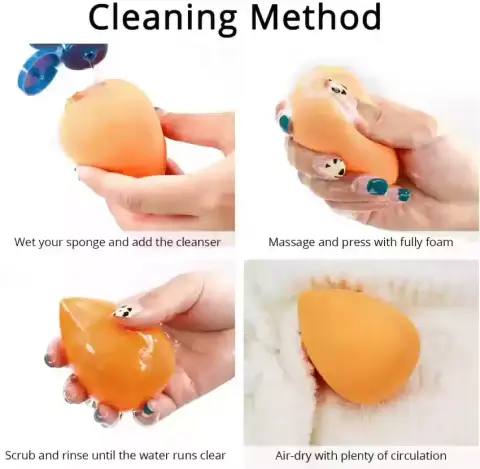 Cleaning Method
Wet your sponge and add the cleanser
Massage and press with fully foam
Scrub and rinse until the water runs clear
Air-dry with plenty of circulation